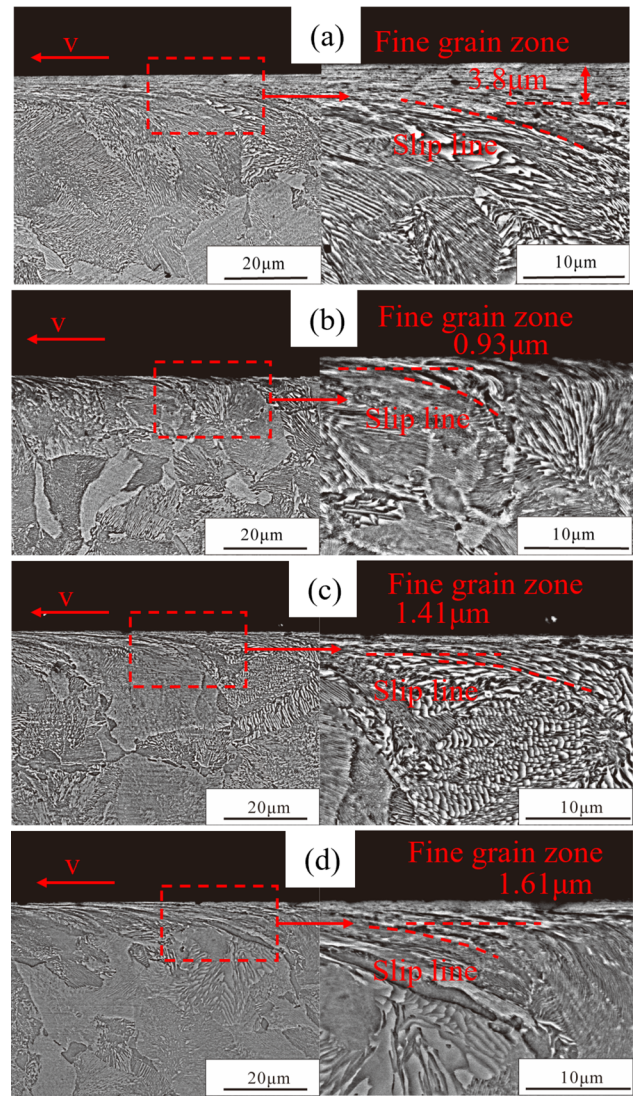 (a)
v
Fine grain zone
3.8μm
Slip line
20μm
10μm
(b)
v
Fine grain zone
0.93μm
Slip line
20μm
10μm
(c)
v
Fine grain zone
1.41μm
Slip line
20μm
10μm
(d)
v
Fine grain zone
1.61μm
Slip line
20μm
10μm